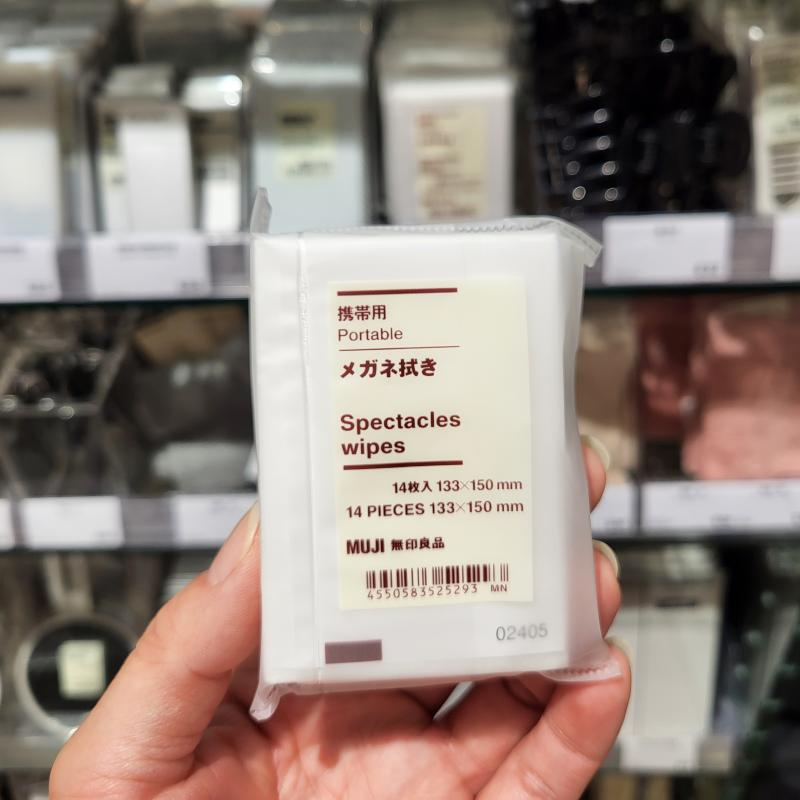 携帯用
Portable
メガネ拭き
Spectacles
wipes
14枚入 133×150 mm
14 PIECES 133×150 mm
MUJI 無印良品
4550583525293 MN
02405